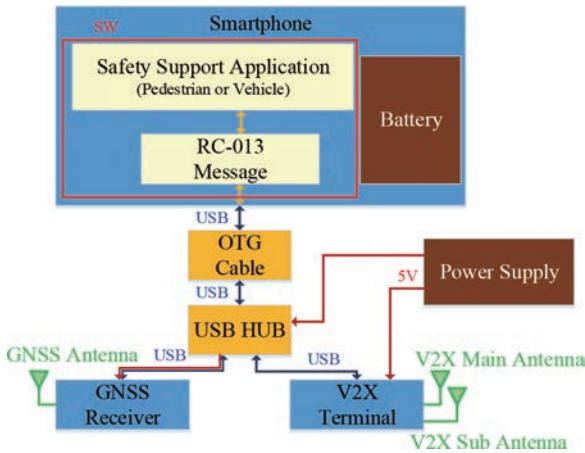 Smartphone
SW
Safety Support Application
(Pedestrian or Vehicle)
Battery
RC-013
Message
USB
OTG
Cable
USB
5V
Power Supply
USB HUB
GNSS Antenna
USB
USB
V2X Main Antenna
GNSS
Receiver
V2X
Terminal
V2X Sub Antenna